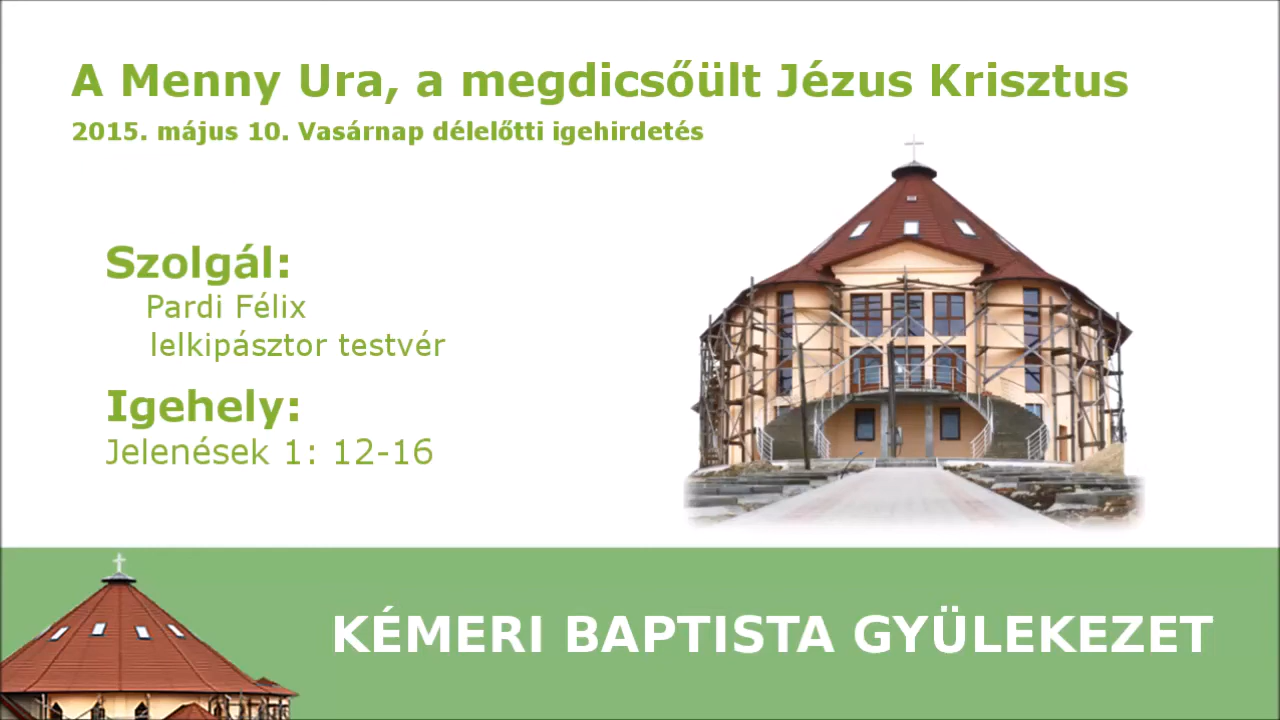 A Menny Ura, a megdicsőült Jézus Krisztus
2015. május 10. Vasárnap délelőtti igehirdetés
Szolgál:
Pardi Félix
lelkipásztor testvér
Igehely:
Jelenések 1: 12-16
KÉMERI BAPTISTA GYÜLEKEZET